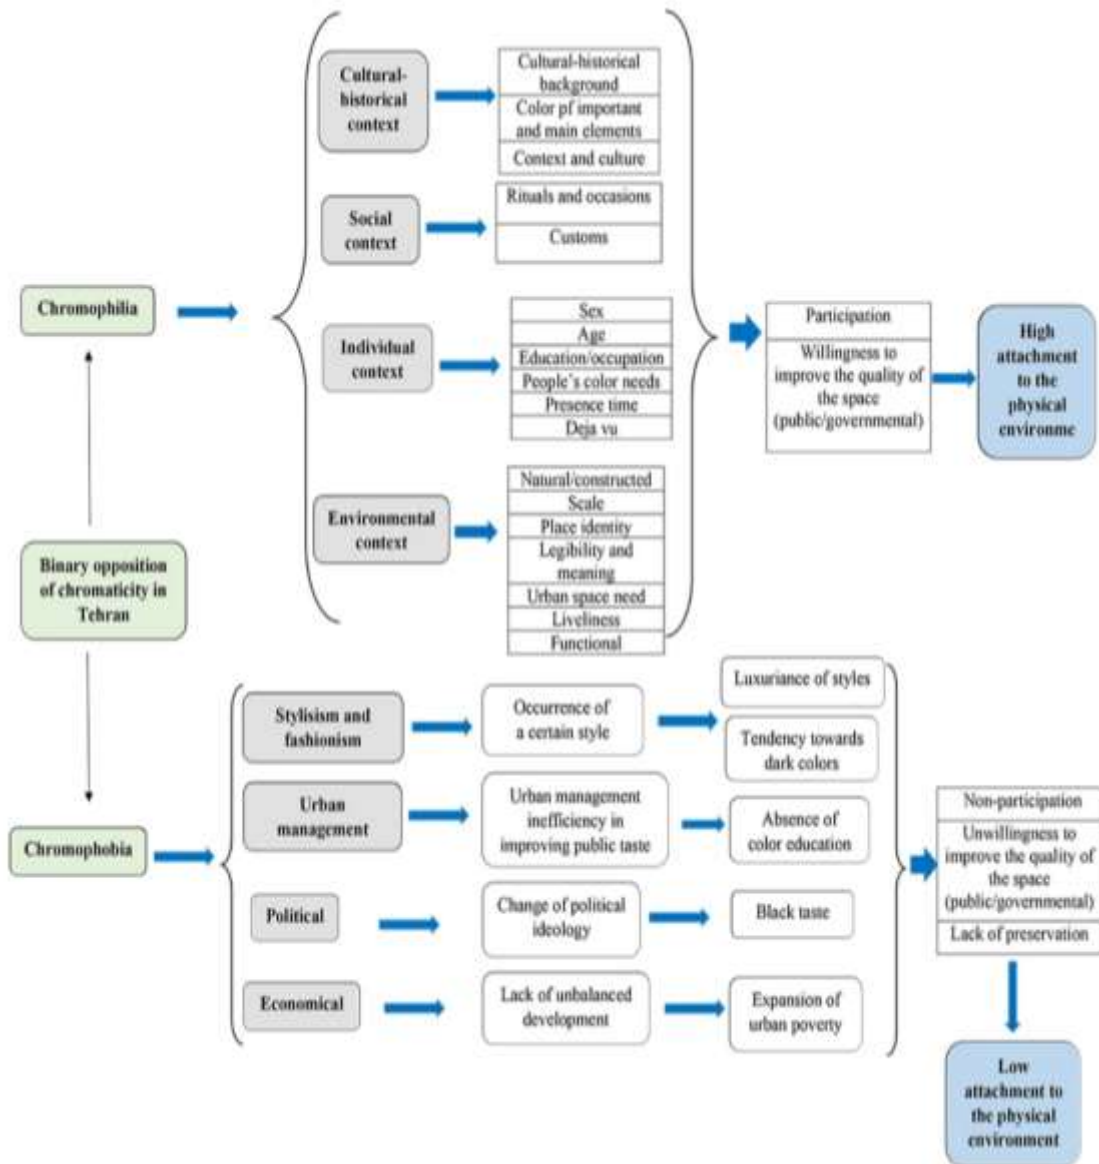 Cultural-
historical
context
Cultural-historical
background
Color pf important
and main elements
Context and culture
Social
context
Rituals and occasions
Customs
Chromophilia
Individual
context
Sex
Age
Education/occupation
People's color needs
Presence time
Deja vu
Participation
Willingness to
improve the quality of
the space
(public/governmental)
High
attachment
to the
physical
environme
Environmental
context
Natural/constructed
Scale
Place identity
Legibility and
meaning
Urban space need
Liveliness
Functional
Binary opposition
of chromaticity in
Tehran
Chromophobia
Stylisism and
fashionism
Occurrence of
a certain style
Luxuriance of styles
Tendency towards
dark colors
Urban
management
Urban management
inefficiency in
improving public taste
Absence of
color education
Political
Change of political
ideology
Black taste
Economical
Lack of unbalanced
development
Expansion of
urban poverty
Non-participation
Unwillingness to
improve the quality of
the space
(public/governmental)
Lack of preservation
Low
attachment to
the physical
environment